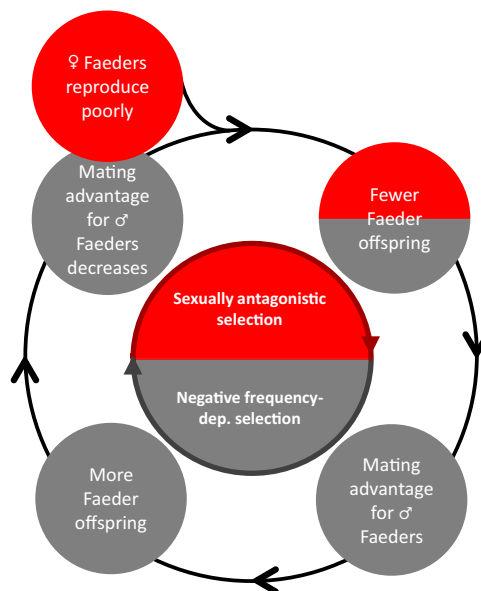 ♀ Faeders
reproduce
poorly
Mating
advantage
for ♂
Faeders
decreases
Fewer
Faeder
offspring
Sexually antagonistic
selection
Negative frequency-
dep. selection
More
Faeder
offspring
Mating
advantage
for ♂
Faeders